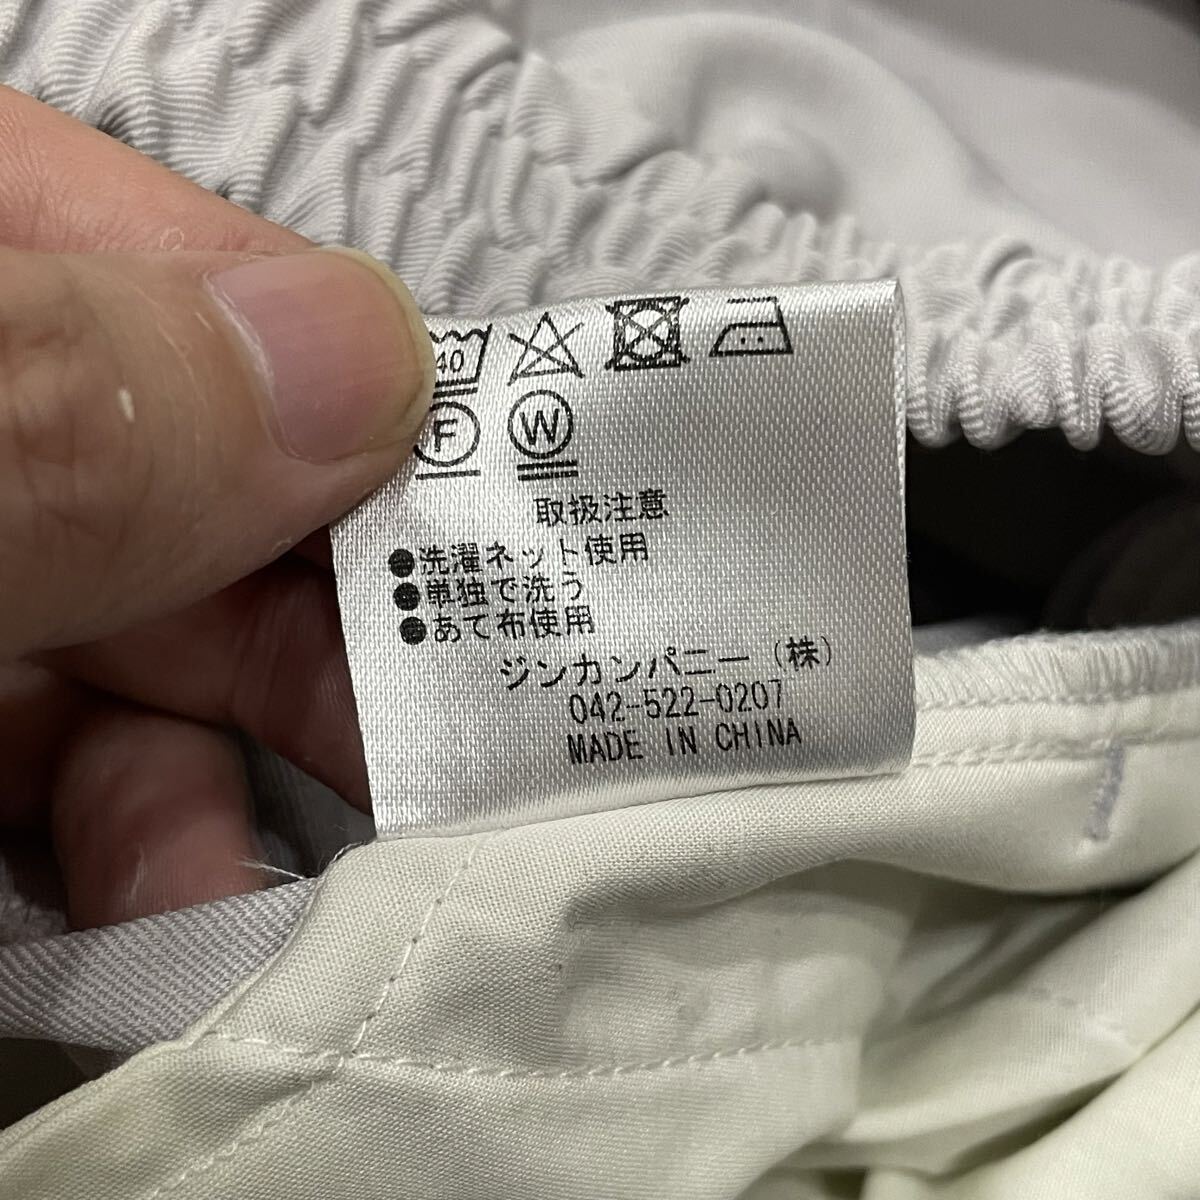 40
F W
取扱注意
●洗濯ネット使用
●単独で洗う
●あて布使用
ジンカンパニー（株）
042-522-0207
MADE IN CHINA